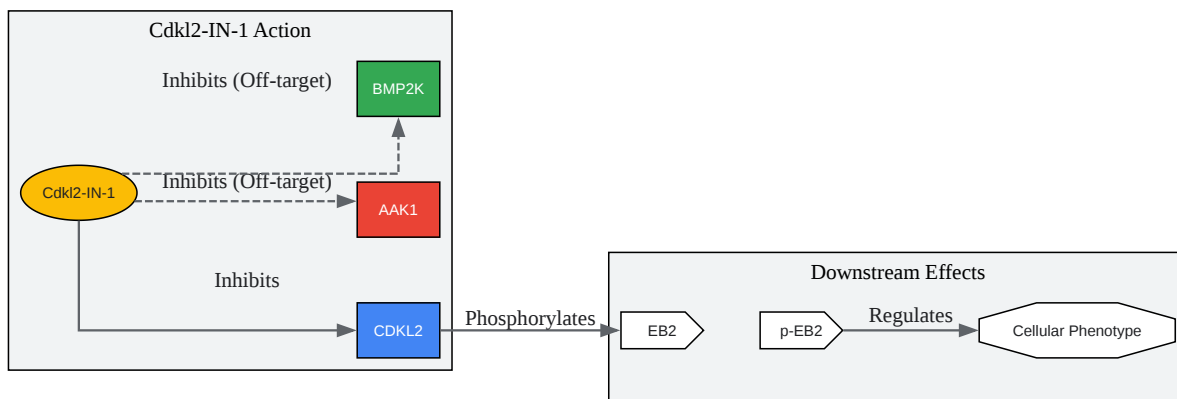 Cdkl2-IN-1 Action
Inhibits (Off-target)
BMP2K
Cdkl2-IN-1
Inhibits (Off-target)
AAK1
Inhibits
CDKL2
Phosphorylates
Downstream Effects
EB2
p-EB2
Regulates
Cellular Phenotype